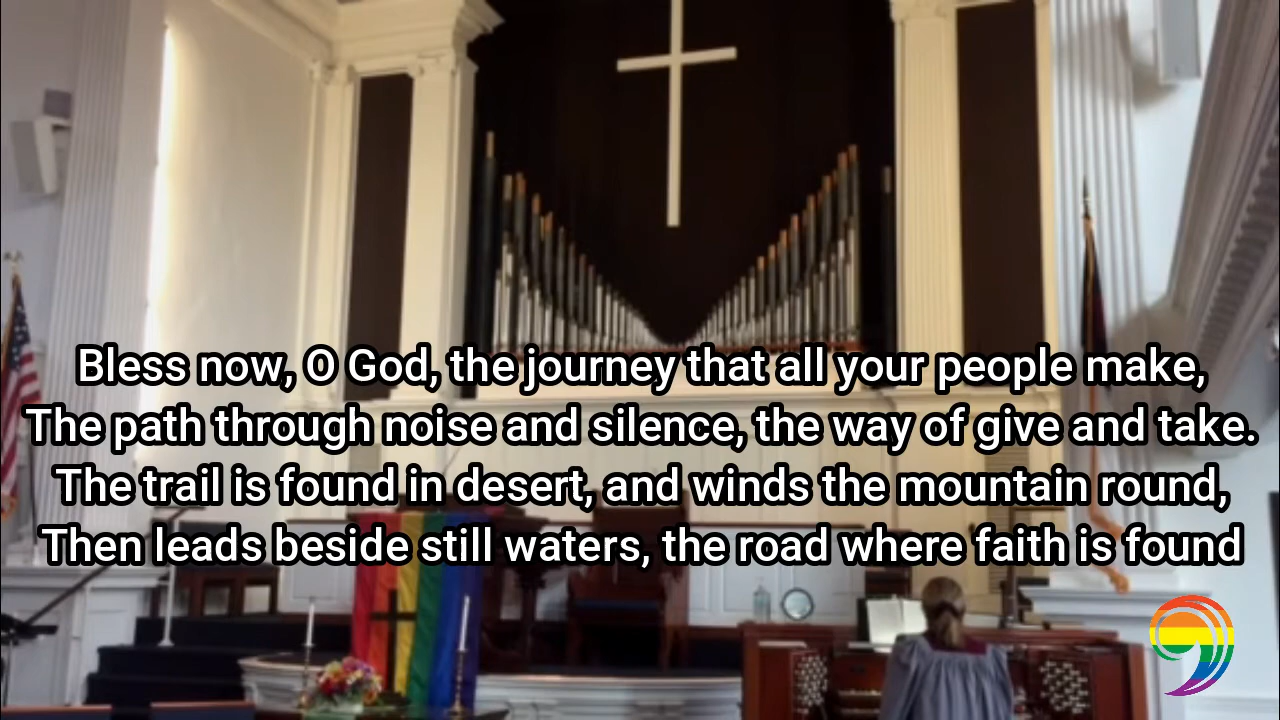 Bless now, O God, the journey that all your people make,
The path through noise and silence, the way of give and take.
The trail is found in desert, and winds the mountain round,
Then leads beside still waters, the road where faith is found